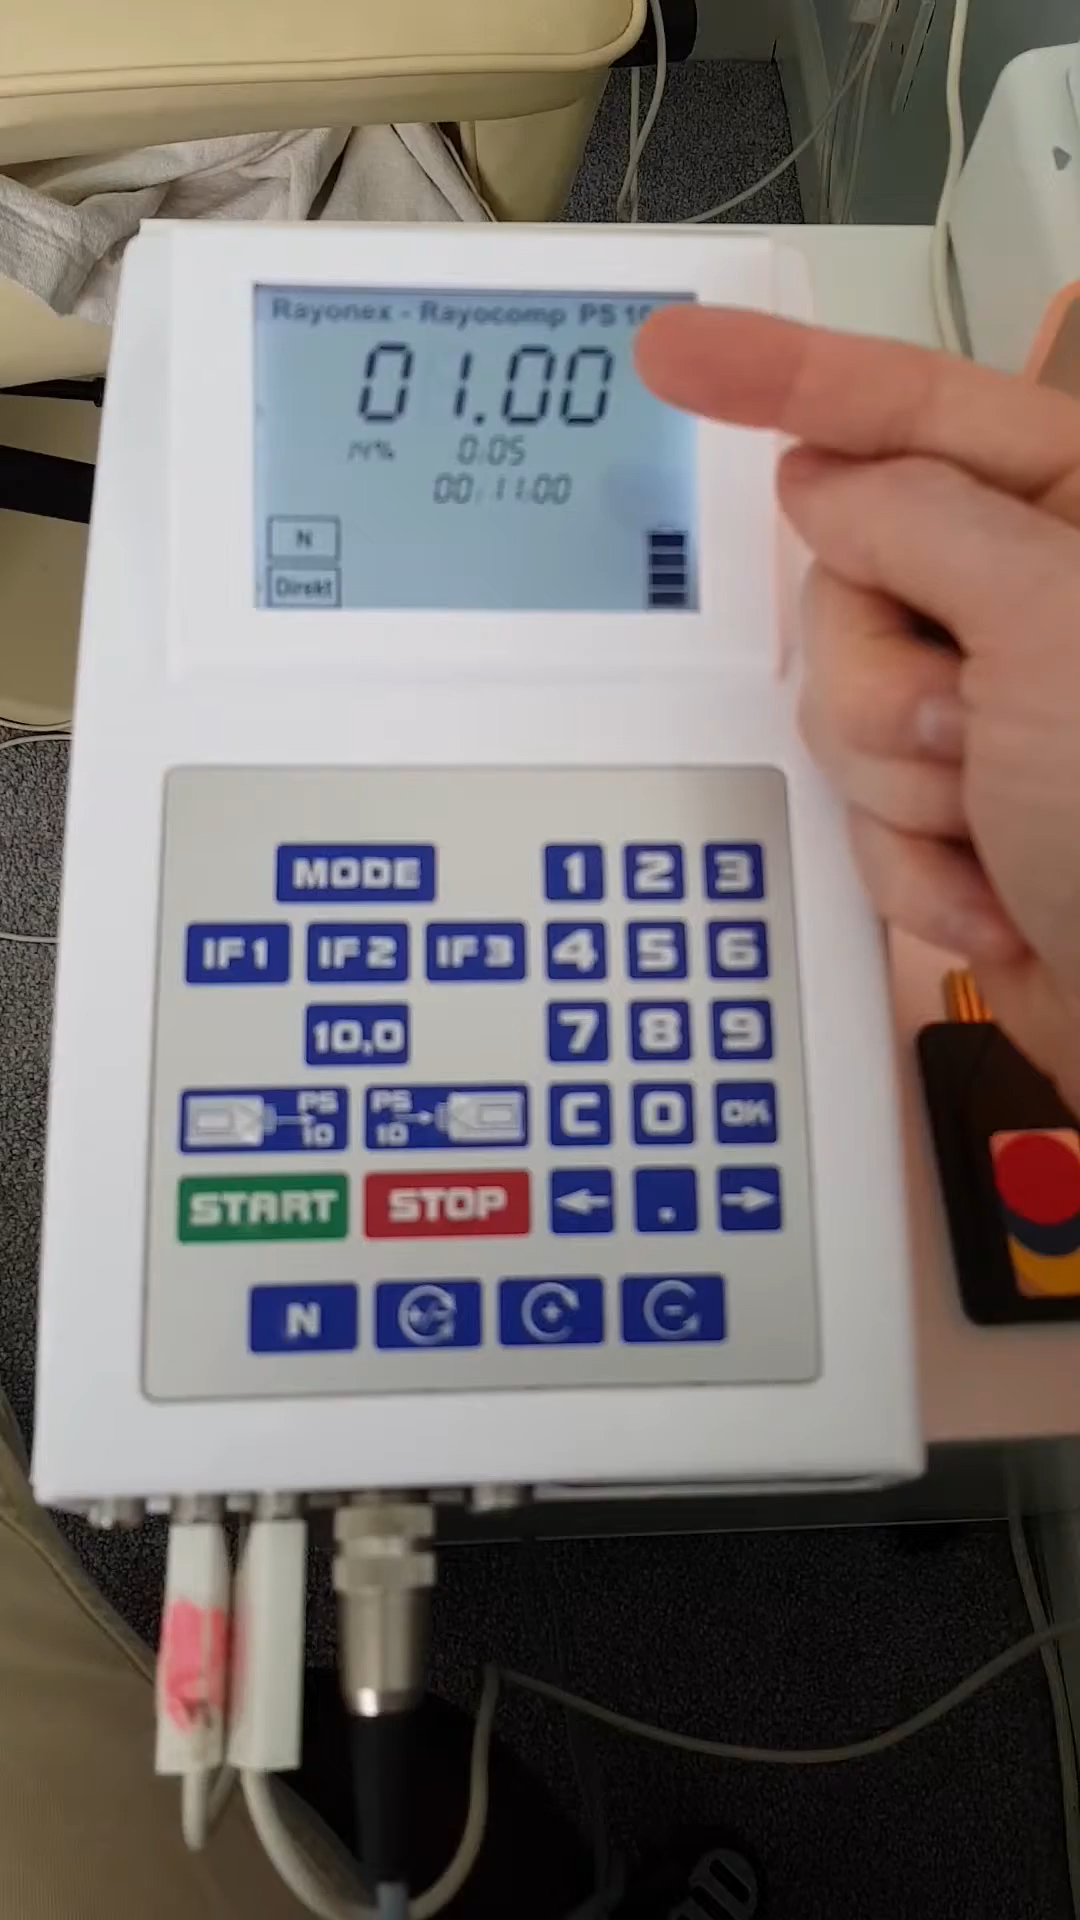 Rayonex - Rayocomp PS 10
01.00
14% 0:05
00:11:00
N
Direkt
MODE 1 2 3
IF1 IF2 IF3 4 5 6
10,0 7 8 9
PS 10 PS 10 C 0 OK
START STOP ← . →
N +/- + -